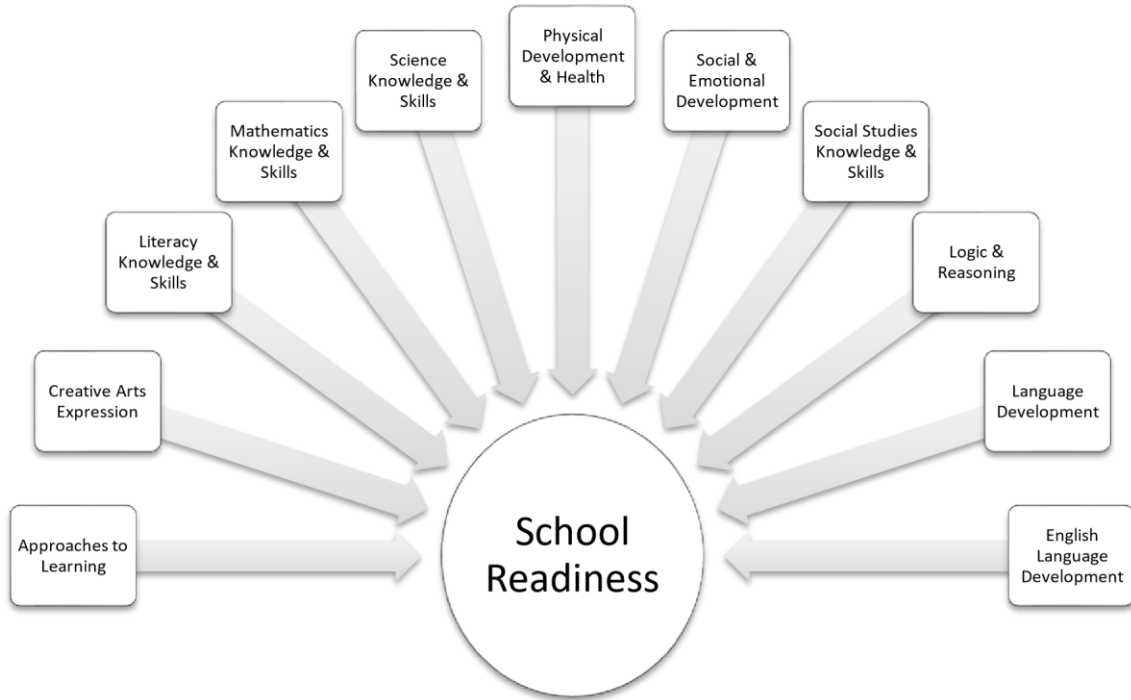 Approaches to
Learning
Creative Arts
Expression
Literacy
Knowledge &
Skills
Mathematics
Knowledge &
Skills
Science
Knowledge &
Skills
Physical
Development
& Health
Social &
Emotional
Development
Social Studies
Knowledge &
Skills
Logic &
Reasoning
Language
Development
English
Language
Development
School
Readiness